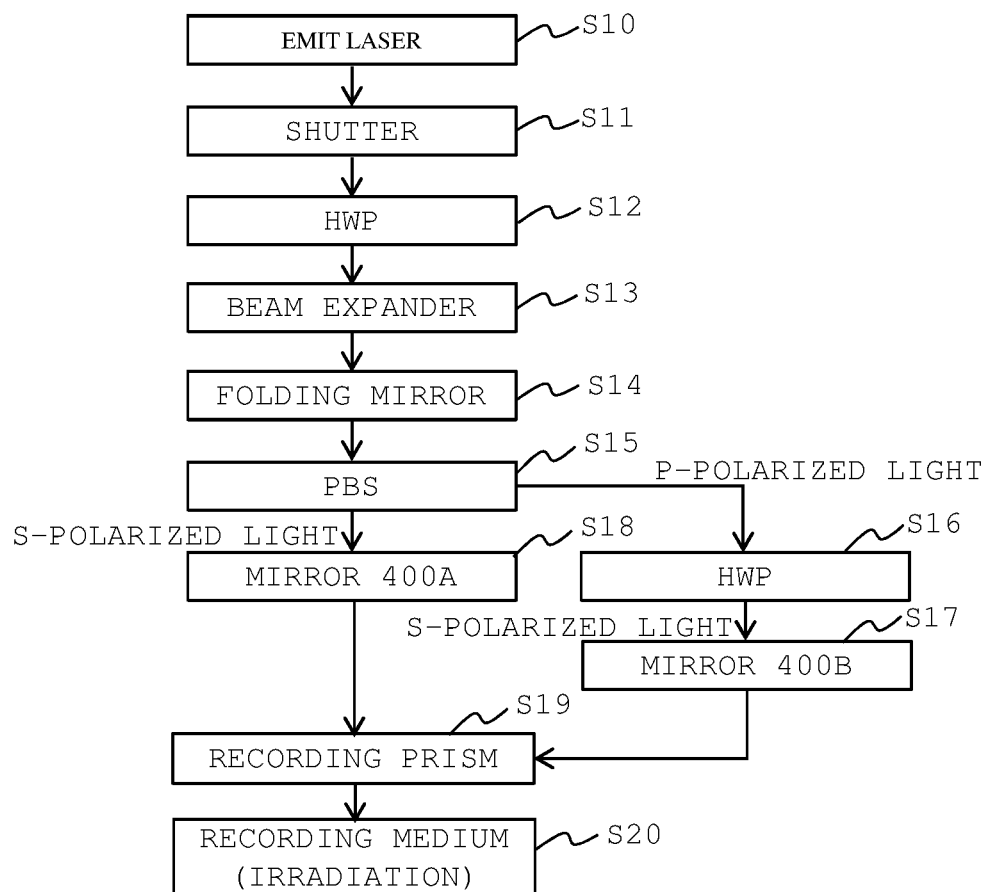 EMIT LASER
S10
SHUTTER
S11
HWP
S12
BEAM EXPANDER
S13
FOLDING MIRROR
S14
PBS
S15
P-POLARIZED LIGHT
S-POLARIZED LIGHT
MIRROR 400A
S18
HWP
S16
S-POLARIZED LIGHT
MIRROR 400B
S17
RECORDING PRISM
S19
RECORDING MEDIUM
(IRRADIATION)
S20